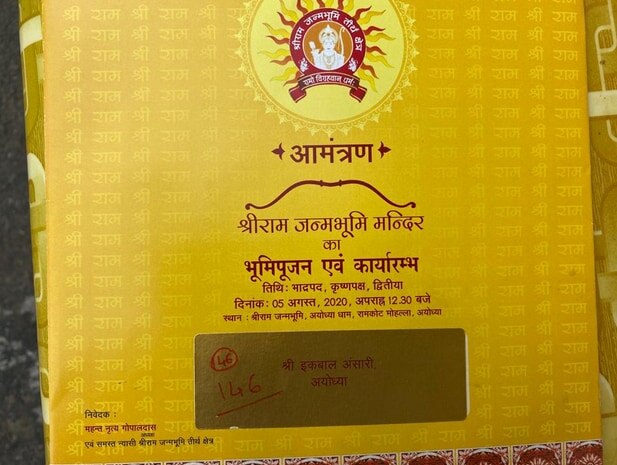 श्रीराम जन्मभूमि तीर्थ क्षेत्र
रामो विग्रहवान् धर्मः
आमंत्रण
श्रीराम जन्मभूमि मन्दिर
का
भूमिपूजन एवं कार्यारम्भ
तिथि: भाद्रपद, कृष्णपक्ष, द्वितीया
दिनांक: 05 अगस्त, 2020, अपराह्न 12.30 बजे
स्थान : श्रीराम जन्मभूमि, अयोध्या धाम, रामकोट मोहल्ला, अयोध्या
46
146
श्री इकबाल अंसारी,
अयोध्या
निवेदक :
महन्त नृत्य गोपालदास
अध्यक्ष
एवं समस्त न्यासी श्रीराम जन्मभूमि तीर्थ क्षेत्र